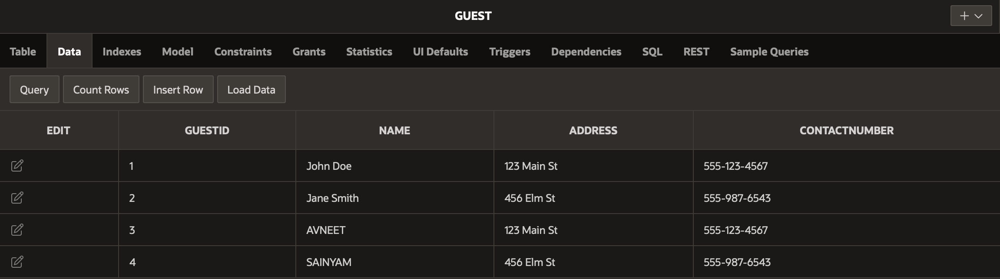 GUEST
Table Data Indexes Model Constraints Grants Statistics UI Defaults Triggers Dependencies SQL REST Sample Queries
Query Count Rows Insert Row Load Data
EDIT GUESTID NAME ADDRESS CONTACTNUMBER
1 John Doe 123 Main St 555-123-4567
2 Jane Smith 456 Elm St 555-987-6543
3 AVNEET 123 Main St 555-123-4567
4 SAINYAM 456 Elm St 555-987-6543